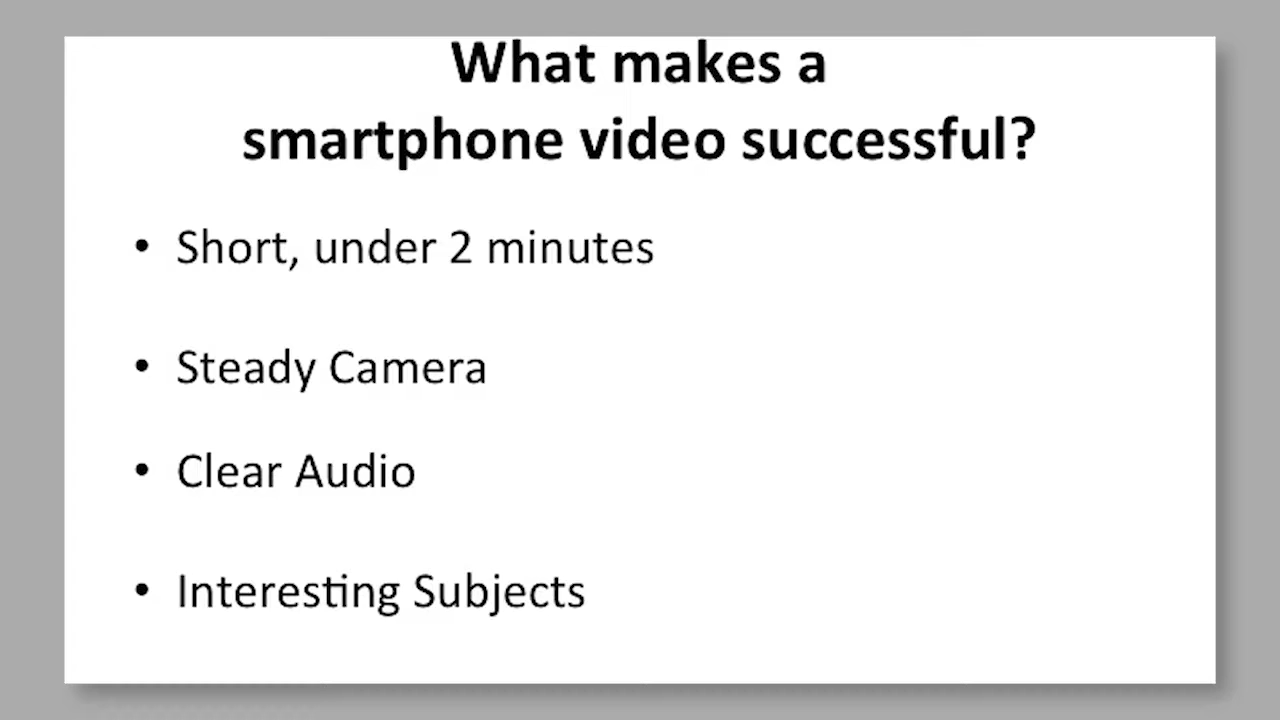 What makes a
smartphone video successful?
• Short, under 2 minutes
• Steady Camera
• Clear Audio
• Interesting Subjects